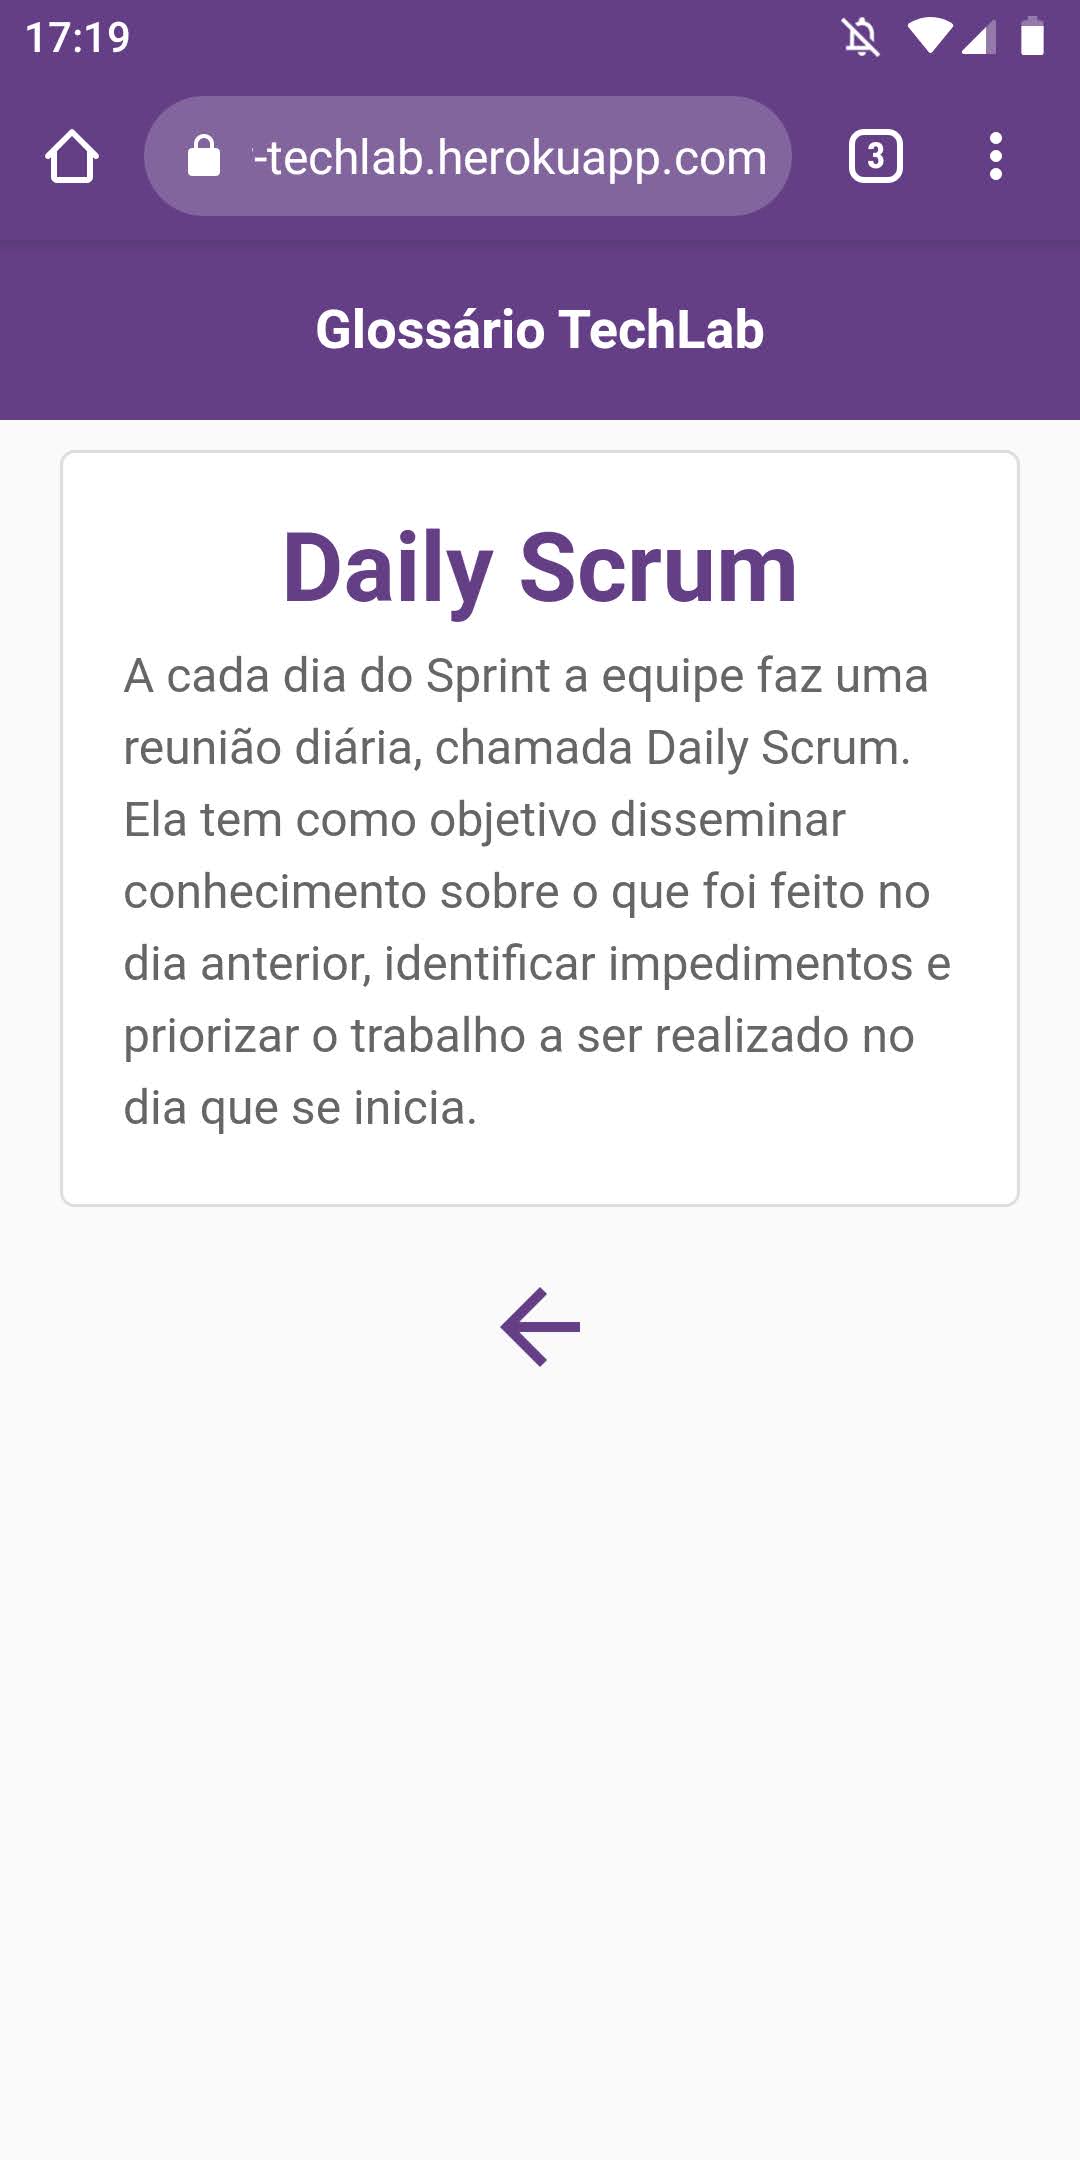 17:19
-techlab.herokuapp.com
3
Glossário TechLab
Daily Scrum
A cada dia do Sprint a equipe faz uma
reunião diária, chamada Daily Scrum.
Ela tem como objetivo disseminar
conhecimento sobre o que foi feito no
dia anterior, identificar impedimentos e
priorizar o trabalho a ser realizado no
dia que se inicia.